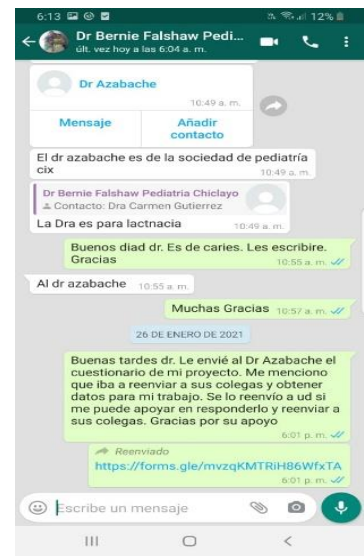 6:13
12%
Dr Bernie Falshaw Pedi...
últ. vez hoy a las 6:04 a. m.
Dr Azabache
10:49 a. m.
Mensaje
Añadir
contacto
El dr azabache es de la sociedad de pediatría
cix
10:49 a. m.
Dr Bernie Falshaw Pediatria Chiclayo
Contacto: Dra Carmen Gutierrez
La Dra es para lactnacia
10:49 a. m.
Buenos diad dr. Es de caries. Les escribire.
Gracias
10:55 a. m.
Al dr azabache
10:55 a. m.
Muchas Gracias
10:57 a. m.
26 DE ENERO DE 2021
Buenas tardes dr. Le envié al Dr Azabache el
cuestionario de mi proyecto. Me menciono
que iba a reenviar a sus colegas y obtener
datos para mi trabajo. Se lo reenvío a ud si
me puede apoyar en responderlo y reenviar a
sus colegas. Gracias por su apoyo
6:01 p. m.
Reenviado
https://forms.gle/mvzqKMTRiH86WfxTA
6:01 p. m.
Escribe un mensaje